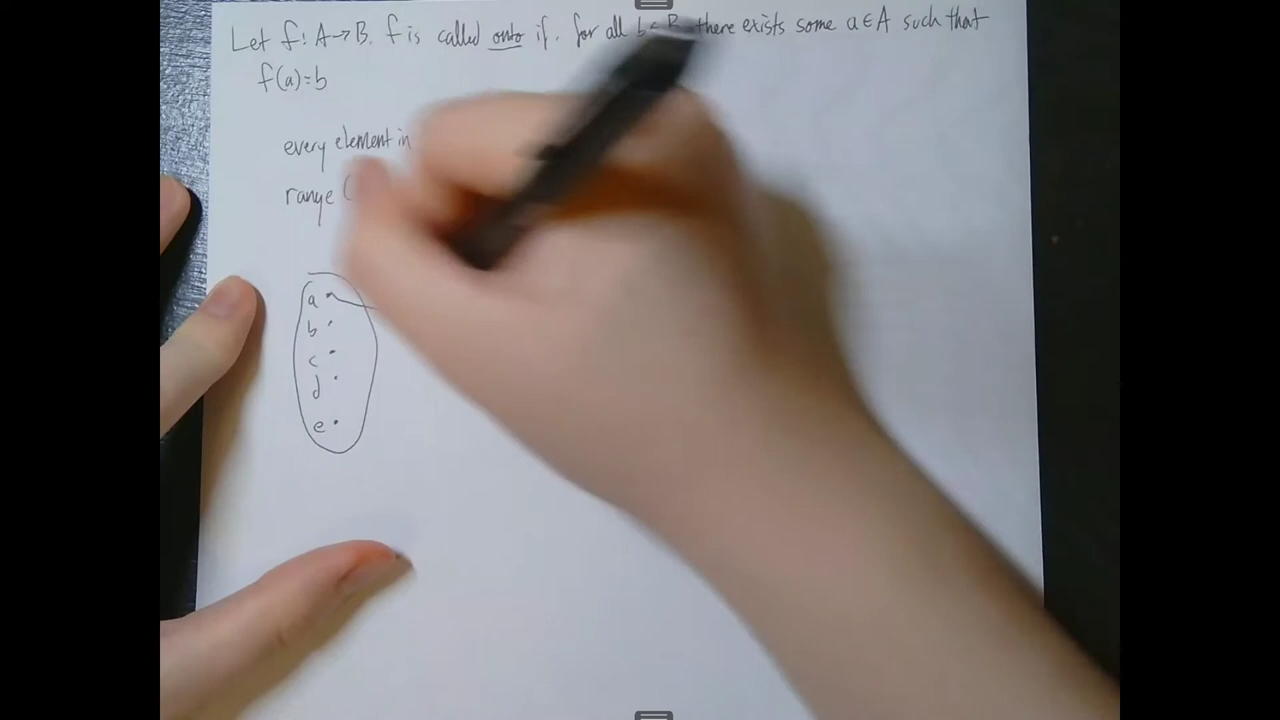 Let f: A→B. f is called onto if, for all b∈B, there exists some a∈A such that
f(a)=b
every element in
range (
a
b
c
d
e